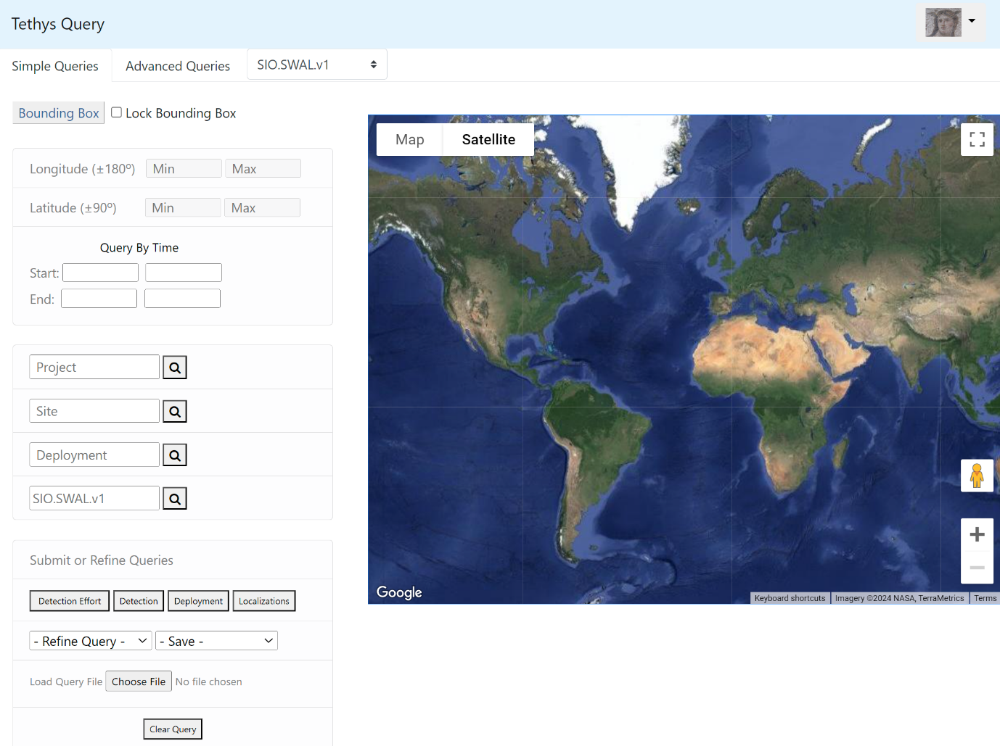 Tethys Query
Simple Queries
Advanced Queries
SIO.SWAL.v1
Bounding Box
Lock Bounding Box
Longitude (±180º) Min Max
Latitude (±90º) Min Max
Query By Time
Start:
End:
Project
Site
Deployment
SIO.SWAL.v1
Submit or Refine Queries
Detection Effort Detection Deployment Localizations
- Refine Query - - Save -
Load Query File Choose File No file chosen
Clear Query
Map Satellite
Google
Keyboard shortcuts Imagery ©2024 NASA, TerraMetrics Terms